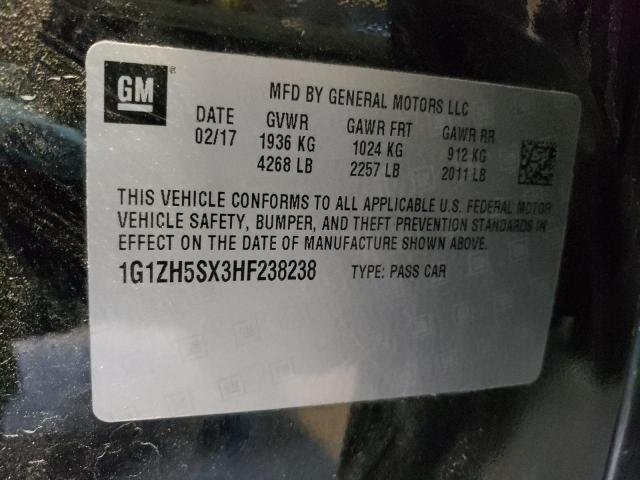 GM®
MFD BY GENERAL MOTORS LLC
DATE GVWR GAWR FRT GAWR RR
02/17 1936 KG 1024 KG 912 KG
4268 LB 2257 LB 2011 LB
THIS VEHICLE CONFORMS TO ALL APPLICABLE U.S. FEDERAL MOTOR
VEHICLE SAFETY, BUMPER, AND THEFT PREVENTION STANDARDS IN
EFFECT ON THE DATE OF MANUFACTURE SHOWN ABOVE.
1G1ZH5SX3HF238238 TYPE: PASS CAR